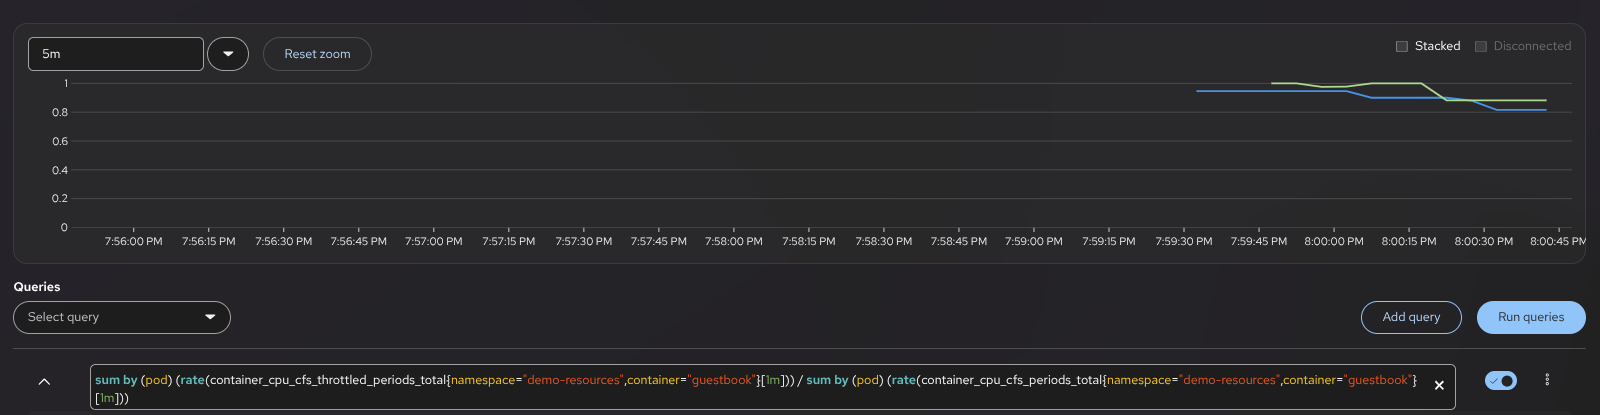 5m
Reset zoom
Stacked
Disconnected
1
0.8
0.6
0.4
0.2
0
7:56:00 PM 7:56:15 PM 7:56:30 PM 7:56:45 PM 7:57:00 PM 7:57:15 PM 7:57:30 PM 7:57:45 PM 7:58:00 PM 7:58:15 PM 7:58:30 PM 7:58:45 PM 7:59:00 PM 7:59:15 PM 7:59:30 PM 7:59:45 PM 8:00:00 PM 8:00:15 PM 8:00:30 PM 8:00:45 PM
Queries
Select query
Add query
Run queries
sum by (pod) (rate(container_cpu_cfs_throttled_periods_total{namespace="demo-resources",container="guestbook"}[1m])) / sum by (pod) (rate(container_cpu_cfs_periods_total{namespace="demo-resources",container="guestbook"}
[1m]))